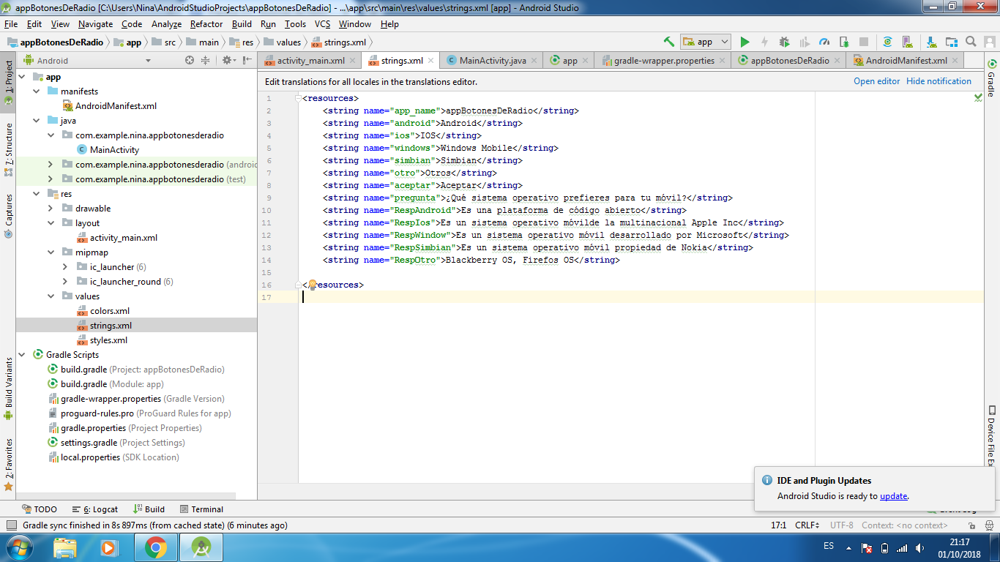 appBotonesDeRadio [C:\Users\Nina\AndroidStudioProjects\appBotonesDeRadio] - ...\app\src\main\res\values\strings.xml [app] - Android Studio
File Edit View Navigate Code Analyze Refactor Build Run Tools VCS Window Help
appBotonesDeRadio app src main res values strings.xml app
Android
activity_main.xml strings.xml MainActivity.java app gradle-wrapper.properties appBotonesDeRadio AndroidManifest.xml
Edit translations for all locales in the translations editor. Open editor Hide notification
1: Project
7: Structure
Captures
Build Variants
2: Favorites
app
manifests
AndroidManifest.xml
java
com.example.nina.appbotonesderadio
MainActivity
com.example.nina.appbotonesderadio (androic
com.example.nina.appbotonesderadio (test)
res
drawable
layout
activity_main.xml
mipmap
ic_launcher (6)
ic_launcher_round (6)
values
colors.xml
strings.xml
styles.xml
Gradle Scripts
build.gradle (Project: appBotonesDeRadio)
build.gradle (Module: app)
gradle-wrapper.properties (Gradle Version)
proguard-rules.pro (ProGuard Rules for app)
gradle.properties (Project Properties)
settings.gradle (Project Settings)
local.properties (SDK Location)
1 <resources>
2 <string name="app_name">appBotonesDeRadio</string>
3 <string name="android">Android</string>
4 <string name="ios">IOS</string>
5 <string name="windows">Windows Mobile</string>
6 <string name="simbian">Simbian</string>
7 <string name="otro">Otros</string>
8 <string name="aceptar">Aceptar</string>
9 <string name="pregunta">¿Qué sistema operativo prefieres para tu móvil?</string>
10 <string name="RespAndroid">Es una plataforma de código abierto</string>
11 <string name="RespIos">Es un sistema operativo móvilde la multinacional Apple Inc</string>
12 <string name="RespWindow">Es un sistema operativo móvil desarrollado por Microsoft</string>
13 <string name="RespSimbian">Es un sistema operativo móvil propiedad de Nokia</string>
14 <string name="RespOtro">Blackberry OS, Firefos OS</string>
15
16 </resources>
17
Gradle
Device File Ex
IDE and Plugin Updates
Android Studio is ready to update.
TODO 6: Logcat Build Terminal
Gradle sync finished in 8s 897ms (from cached state) (6 minutes ago) 17:1 CRLF UTF-8 Context: <no context>
ES 21:17
01/10/2018